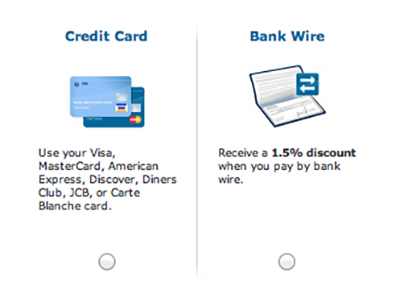 Credit Card
Use your Visa,
MasterCard, American
Express, Discover, Diners
Club, JCB, or Carte
Blanche card.
Bank Wire
Receive a 1.5% discount
when you pay by bank
wire.